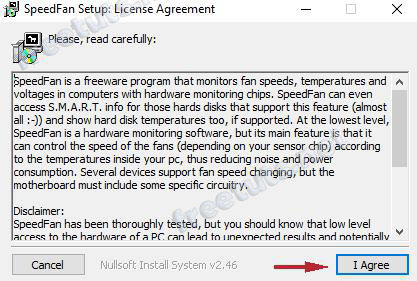 SpeedFan Setup: License Agreement
Please, read carefully:
SpeedFan is a freeware program that monitors fan speeds, temperatures and
voltages in computers with hardware monitoring chips. SpeedFan can even
access S.M.A.R.T. info for those hards disks that support this feature (almost
all :-)) and show hard disk temperatures too, if supported. At the lowest level,
SpeedFan is a hardware monitoring software, but its main feature is that it
can control the speed of the fans (depending on your sensor chip) according
to the temperatures inside your pc, thus reducing noise and power
consumption. Several devices support fan speed changing, but the
motherboard must include some specific circuitry.
Disclaimer:
SpeedFan has been thoroughly tested, but you should know that low level
access to the hardware of a PC can lead to unexpected results and potentially
Cancel
Nullsoft Install System v2.46
I Agree